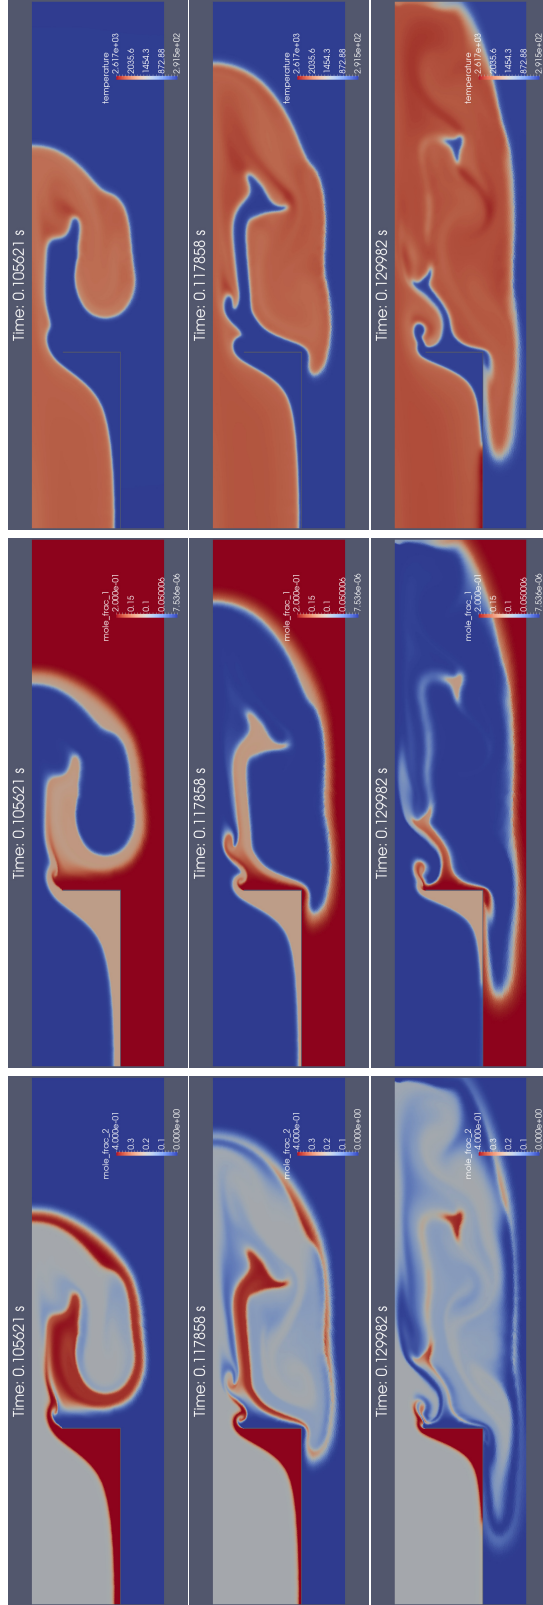 Time: 0.105621 s
mole_frac_2
4.000e-01
0.3
0.2
0.1
0.000e+00
Time: 0.105621 s
mole_frac_1
2.000e-01
0.15
0.1
0.050006
7.536e-06
Time: 0.105621 s
temperature
2.617e+03
2035.6
1454.3
872.88
2.915e+02
Time: 0.117858 s
mole_frac_2
4.000e-01
0.3
0.2
0.1
0.000e+00
Time: 0.117858 s
mole_frac_1
2.000e-01
0.15
0.1
0.050006
7.536e-06
Time: 0.117858 s
temperature
2.617e+03
2035.6
1454.3
872.88
2.915e+02
Time: 0.129982 s
mole_frac_2
4.000e-01
0.3
0.2
0.1
0.000e+00
Time: 0.129982 s
mole_frac_1
2.000e-01
0.15
0.1
0.050006
7.536e-06
Time: 0.129982 s
temperature
2.617e+03
2035.6
1454.3
872.88
2.915e+02